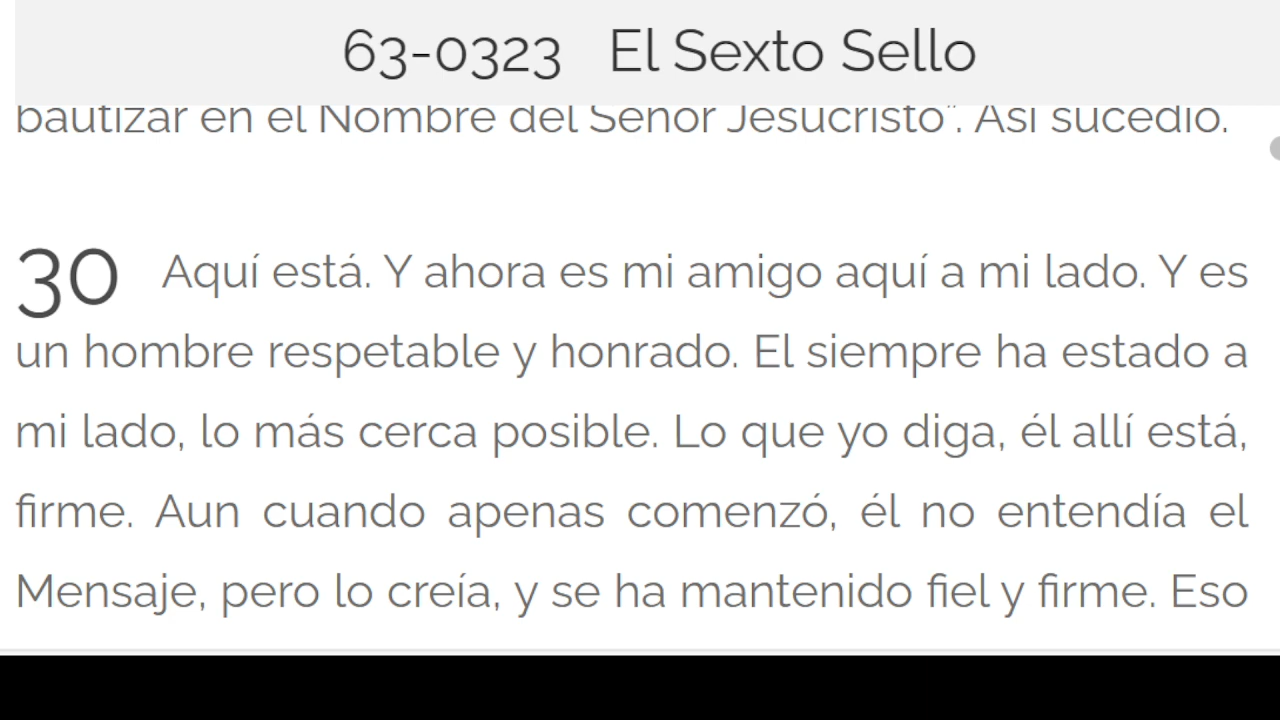 63-0323 El Sexto Sello
bautizar en el Nombre del Señor Jesucristo". Así sucedió.
30 Aquí está. Y ahora es mi amigo aquí a mi lado. Y es
un hombre respetable y honrado. El siempre ha estado a
mi lado, lo más cerca posible. Lo que yo diga, él allí está,
firme. Aun cuando apenas comenzó, él no entendía el
Mensaje, pero lo creía, y se ha mantenido fiel y firme. Eso